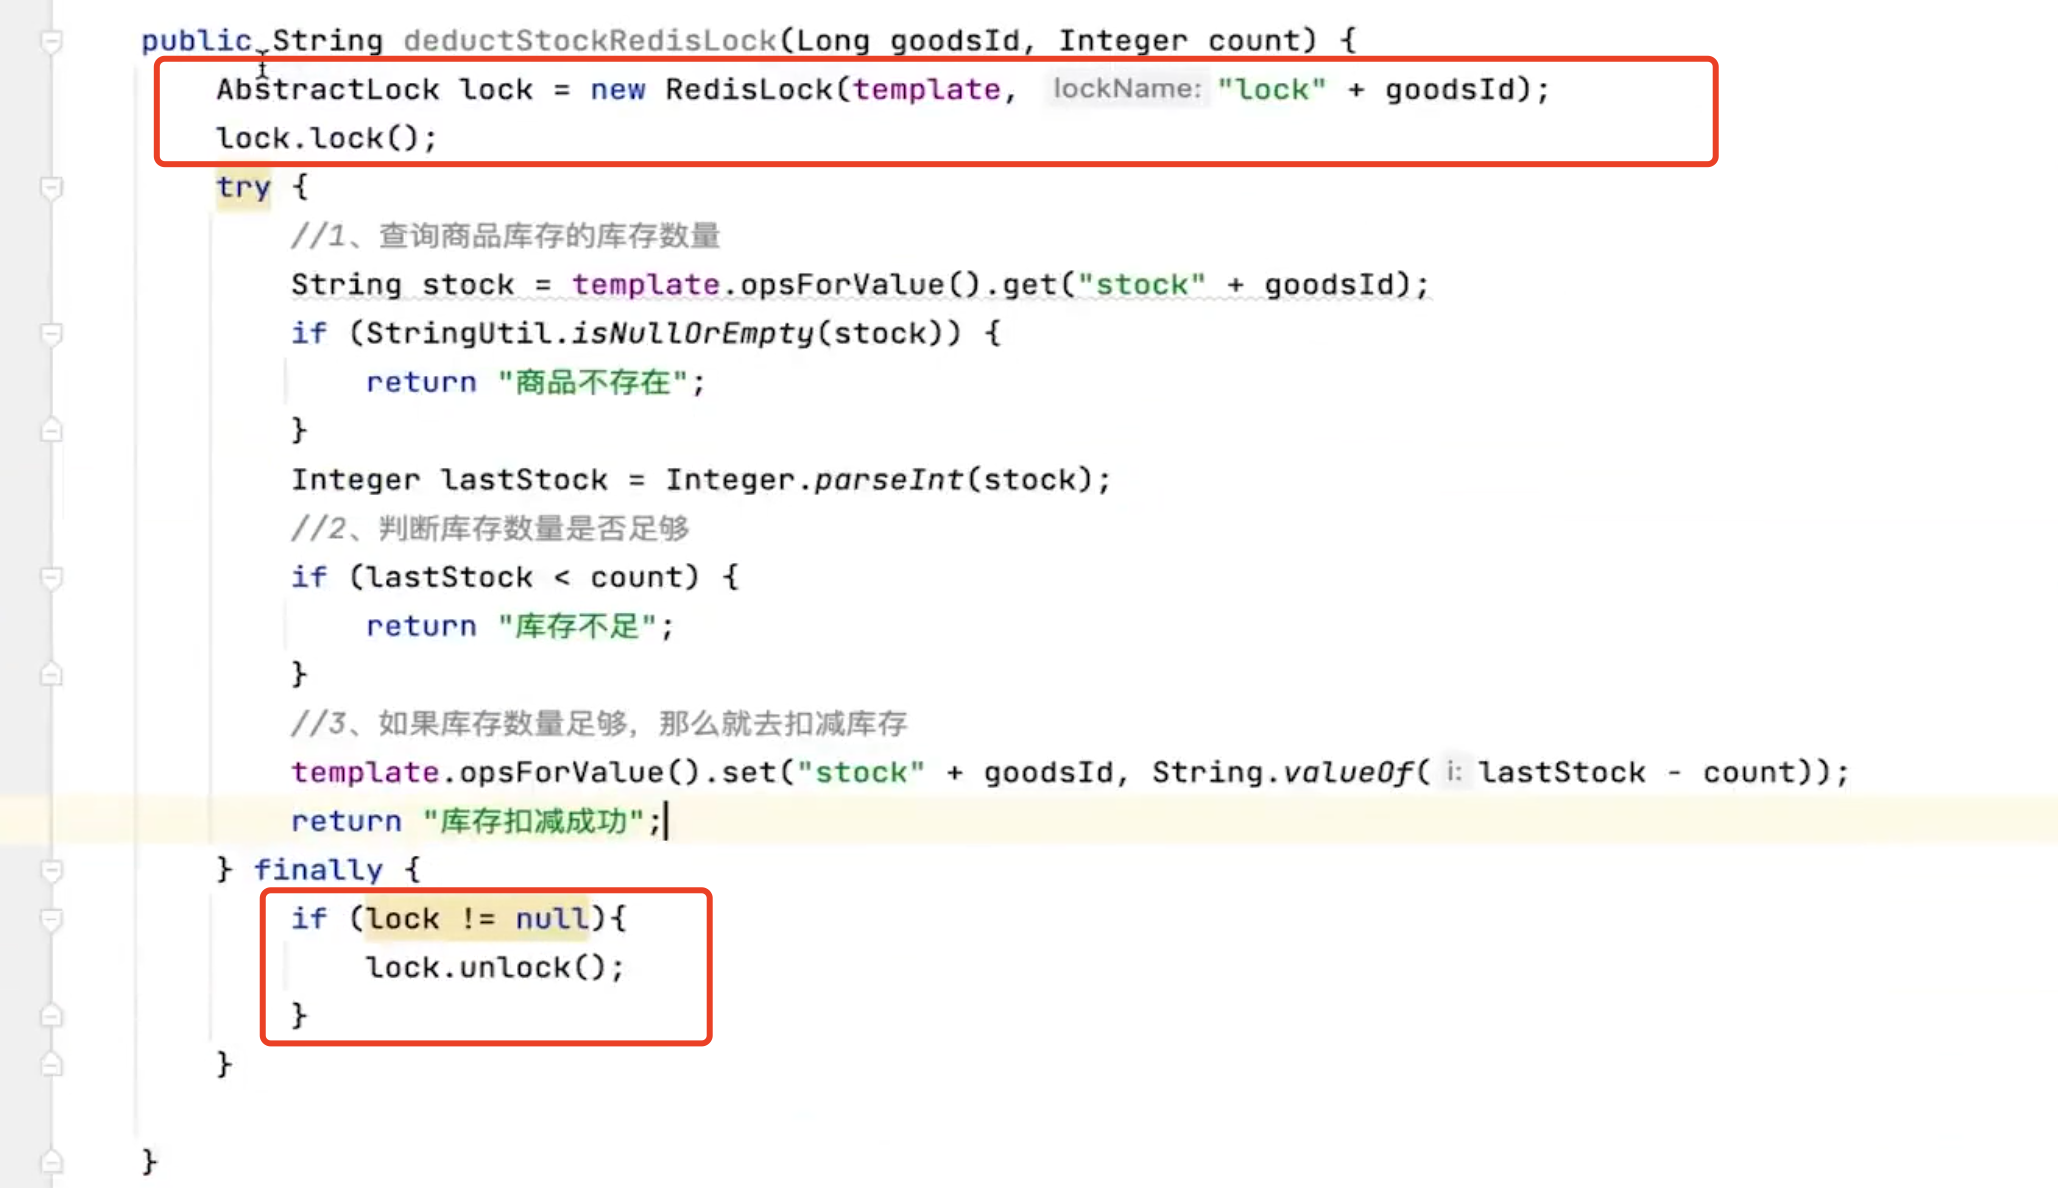 public String deductStockRedisLock(Long goodsId, Integer count) {
AbstractLock lock = new RedisLock(template, lockName: "lock" + goodsId);
lock.lock();
try {
//1、查询商品库存的库存数量
String stock = template.opsForValue().get("stock" + goodsId);
if (StringUtil.isNullOrEmpty(stock)) {
return "商品不存在";
}
Integer lastStock = Integer.parseInt(stock);
//2、判断库存数量是否足够
if (lastStock < count) {
return "库存不足";
}
//3、如果库存数量足够，那么就去扣减库存
template.opsForValue().set("stock" + goodsId, String.valueOf( i: lastStock - count));
return "库存扣减成功";
} finally {
if (lock != null){
lock.unlock();
}
}
}